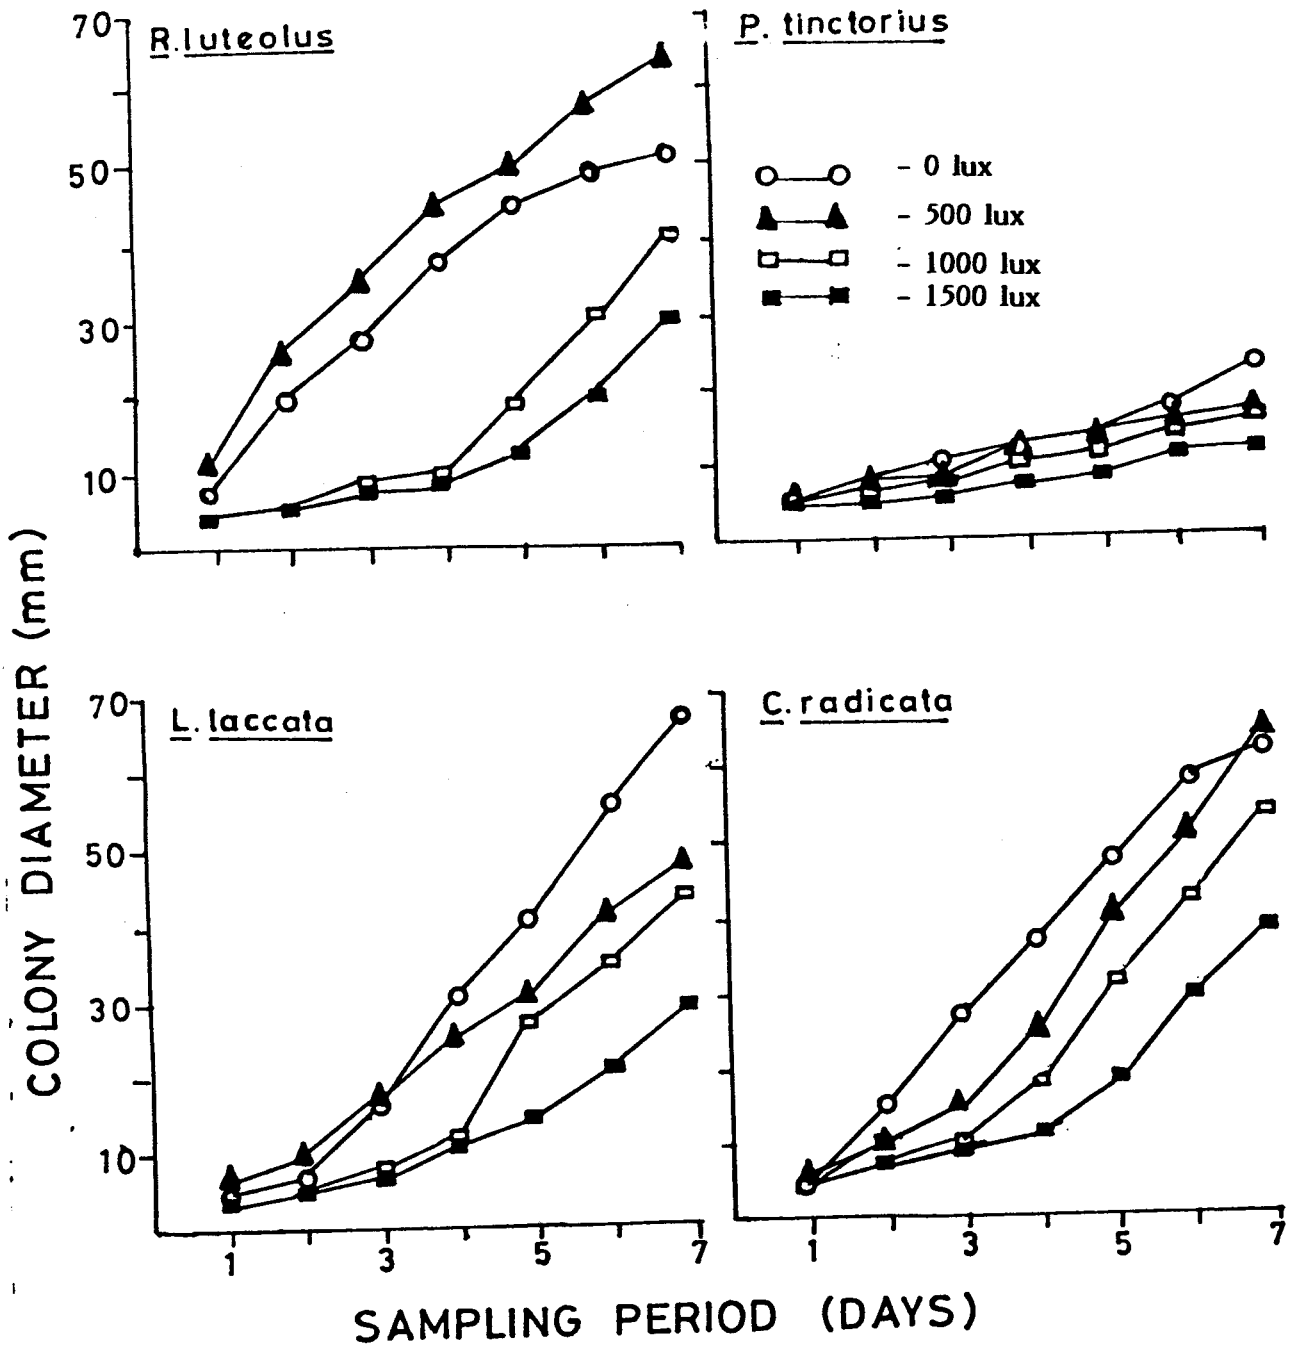 R. luteolus
70
50
30
10
P. tinctorius
- 0 lux
- 500 lux
- 1000 lux
- 1500 lux
COLONY DIAMETER (mm)
L. laccata
70
50
30
10
1 3 5 7
C. radicata
1 3 5 7
SAMPLING PERIOD (DAYS)